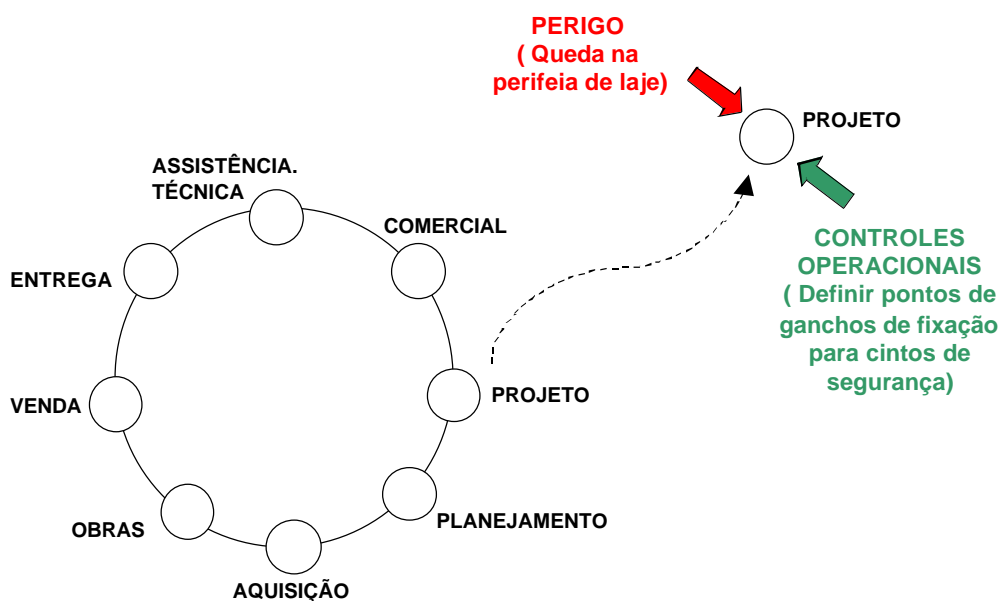 PERIGO
( Queda na
perifeia de laje)
PROJETO
ASSISTÊNCIA.
TÉCNICA
COMERCIAL
CONTROLES
OPERACIONAIS
( Definir pontos de
ganchos de fixação
para cintos de
segurança)
ENTREGA
PROJETO
VENDA
PLANEJAMENTO
OBRAS
AQUISIÇÃO